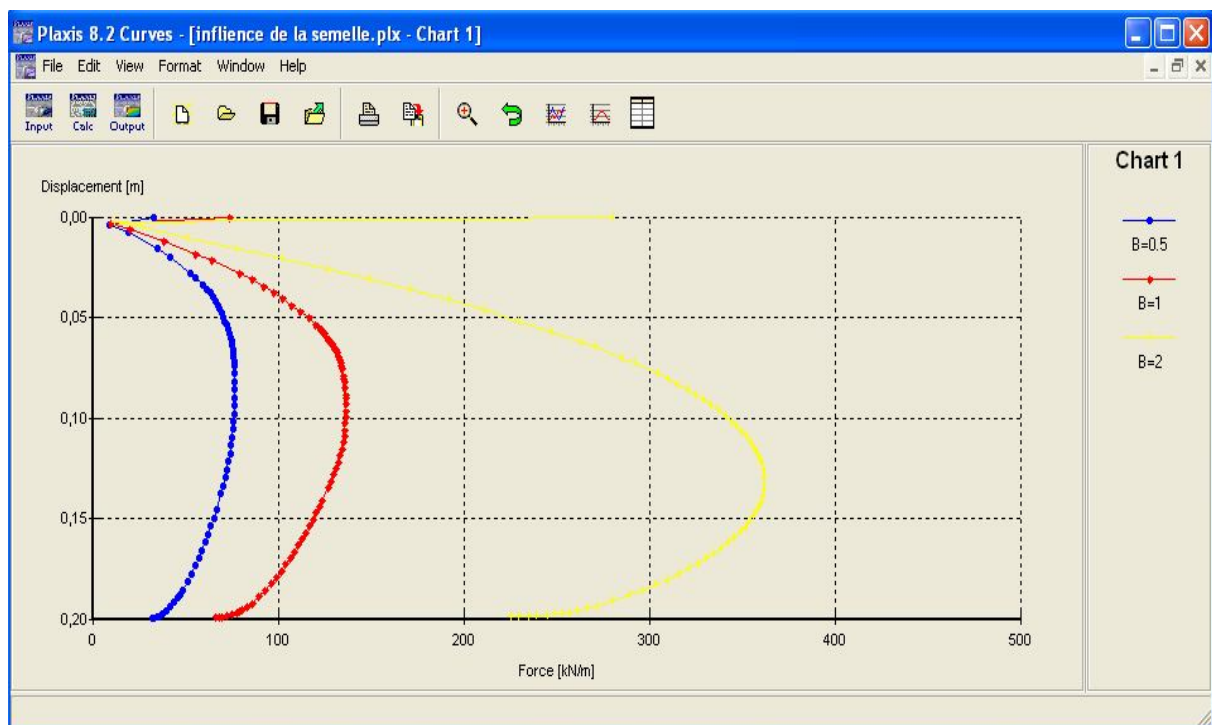 Plaxis 8.2 Curves - [inflience de la semelle.plx - Chart 1]
File Edit View Format Window Help
Input Calc Output
Chart 1
Displacement [m]
0,00
0,05
0,10
0,15
0,20
0 100 200 300 400 500
Force [kN/m]
B=0.5
B=1
B=2